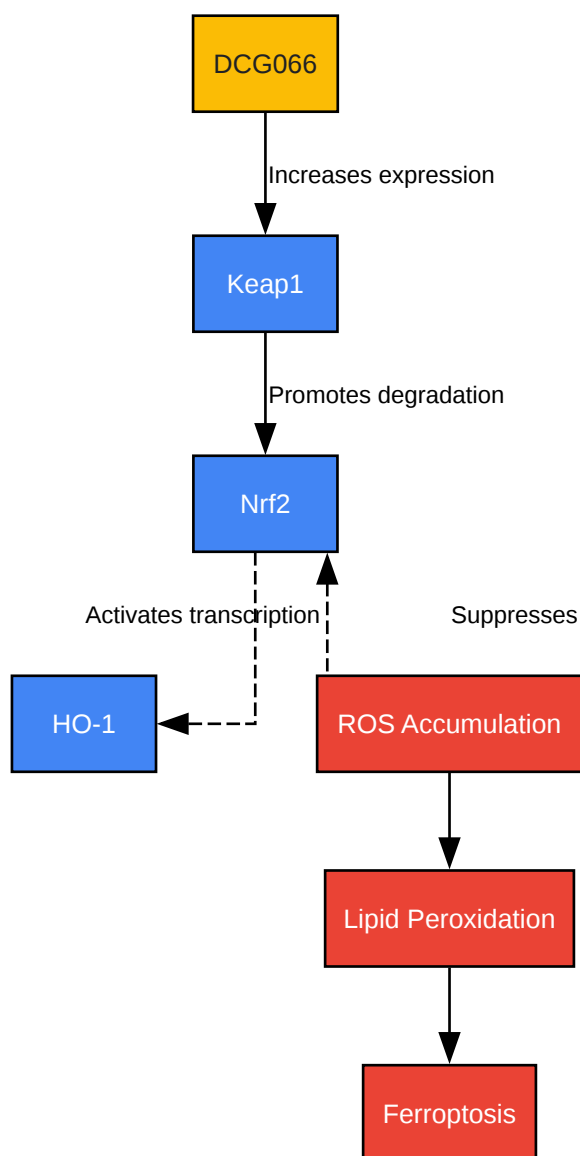 DCG066
Increases expression
Keap1
Promotes degradation
Nrf2
Activates transcription
Suppresses
HO-1
ROS Accumulation
Lipid Peroxidation
Ferroptosis